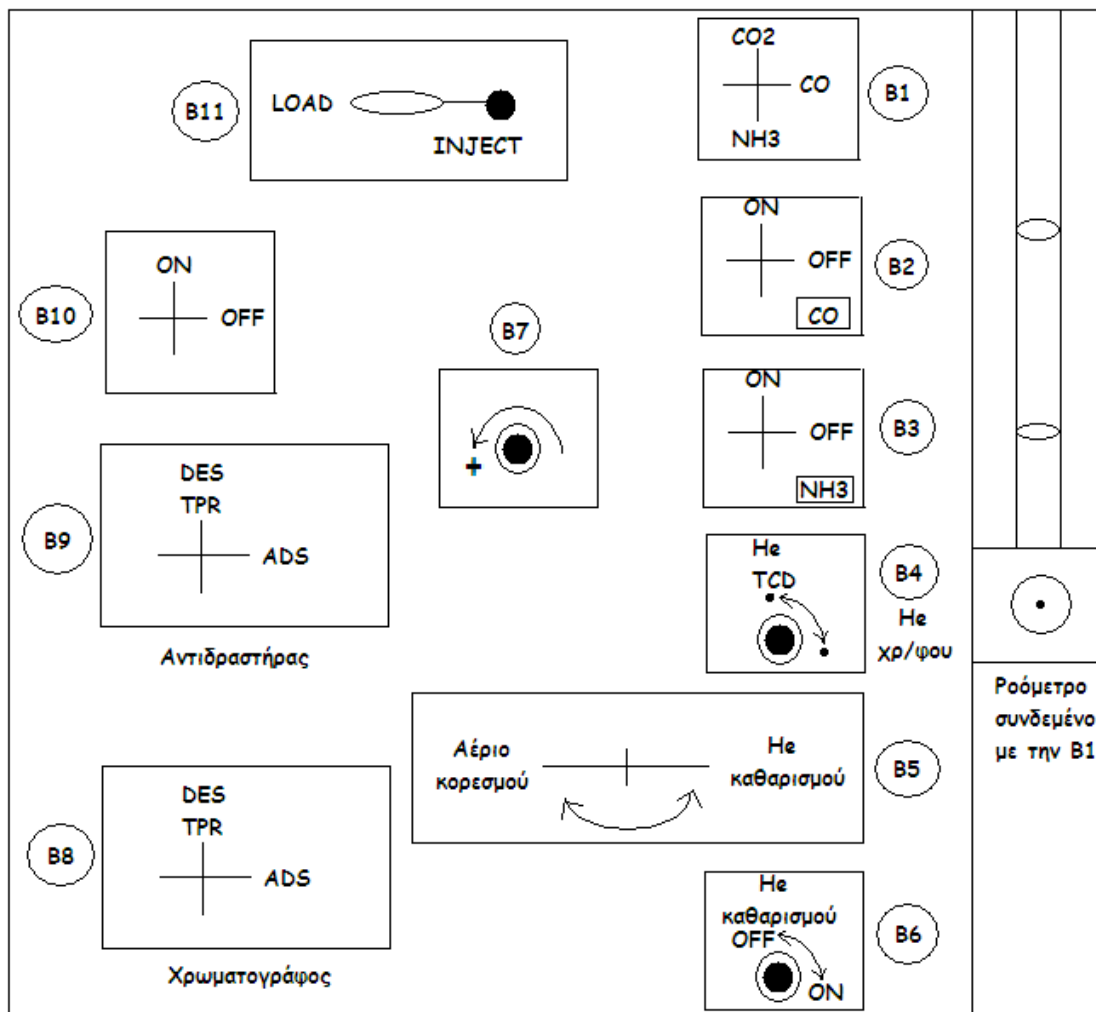 B11
LOAD
INJECT
CO2
CO
NH3
B1
ON
OFF
CO
B2
B10
ON
OFF
B7
+
ON
OFF
NH3
B3
B9
DES
TPR
ADS
Αντιδραστήρας
He
TCD
B4
He
χρ/φου
Ροόμετρο
συνδεμένο
με την B1
Αέριο
κορεσμού
He
καθαρισμού
B5
B8
DES
TPR
ADS
Χρωματογράφος
He
καθαρισμού
OFF
ON
B6